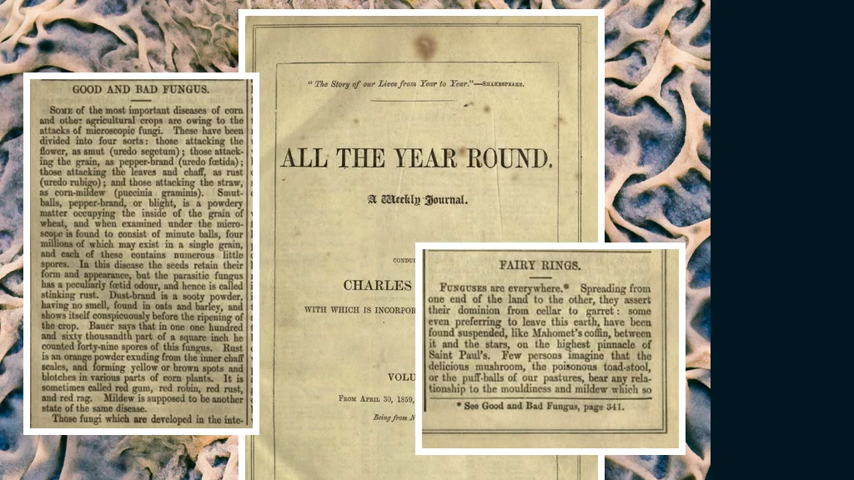 GOOD AND BAD FUNGUS.
SOME of the most important diseases of corn
and other agricultural crops are owing to the
attacks of microscopic fungi. These have been
divided into four sorts: those attacking the
flower, as smut (uredo segetum); those attack-
ing the grain, as pepper-brand (uredo fœtida);
those attacking the leaves and chaff, as rust
(uredo rubigo); and those attacking the straw,
as corn-mildew (puccinia graminis). Smut-
balls, pepper-brand, or blight, is a powdery
matter occupying the inside of the grain of
wheat, and when examined under the micro-
scope is found to consist of minute balls, four
millions of which may exist in a single grain,
and each of these contains numerous little
spores. In this disease the seeds retain their
form and appearance, but the parasitic fungus
has a peculiarly fœtid odour, and hence is called
stinking rust. Dust-brand is a sooty powder,
having no smell, found in oats and barley, and
shows itself conspicuously before the ripening of
the crop. Bauer says that in one one hundred
and sixty thousandth part of a square inch he
counted forty-nine spores of this fungus. Rust
is an orange powder exuding from the inner chaff
scales, and forming yellow or brown spots and
blotches in various parts of corn plants. It is
sometimes called red gum, red robin, red rust,
and red rag. Mildew is supposed to be another
state of the same disease.
Those fungi which are developed in the inte-
"The Story of our Lives from Year to Year."—SHAKESPEARE.
ALL THE YEAR ROUND.
A Weekly Journal.
CONDU
CHARLES
WITH WHICH IS INCORPOR
VOLU
FROM APRIL 30, 1859,
Being from N
FAIRY RINGS.
FUNGUSES are everywhere.* Spreading from
one end of the land to the other, they assert
their dominion from cellar to garret: some
even preferring to leave this earth, have been
found suspended, like Mahomet's coffin, between
it and the stars, on the highest pinnacle of
Saint Paul's. Few persons imagine that the
delicious mushroom, the poisonous toad-stool,
or the puff-balls of our pastures, bear any rela-
tionship to the mouldiness and mildew which so
* See Good and Bad Fungus, page 341.